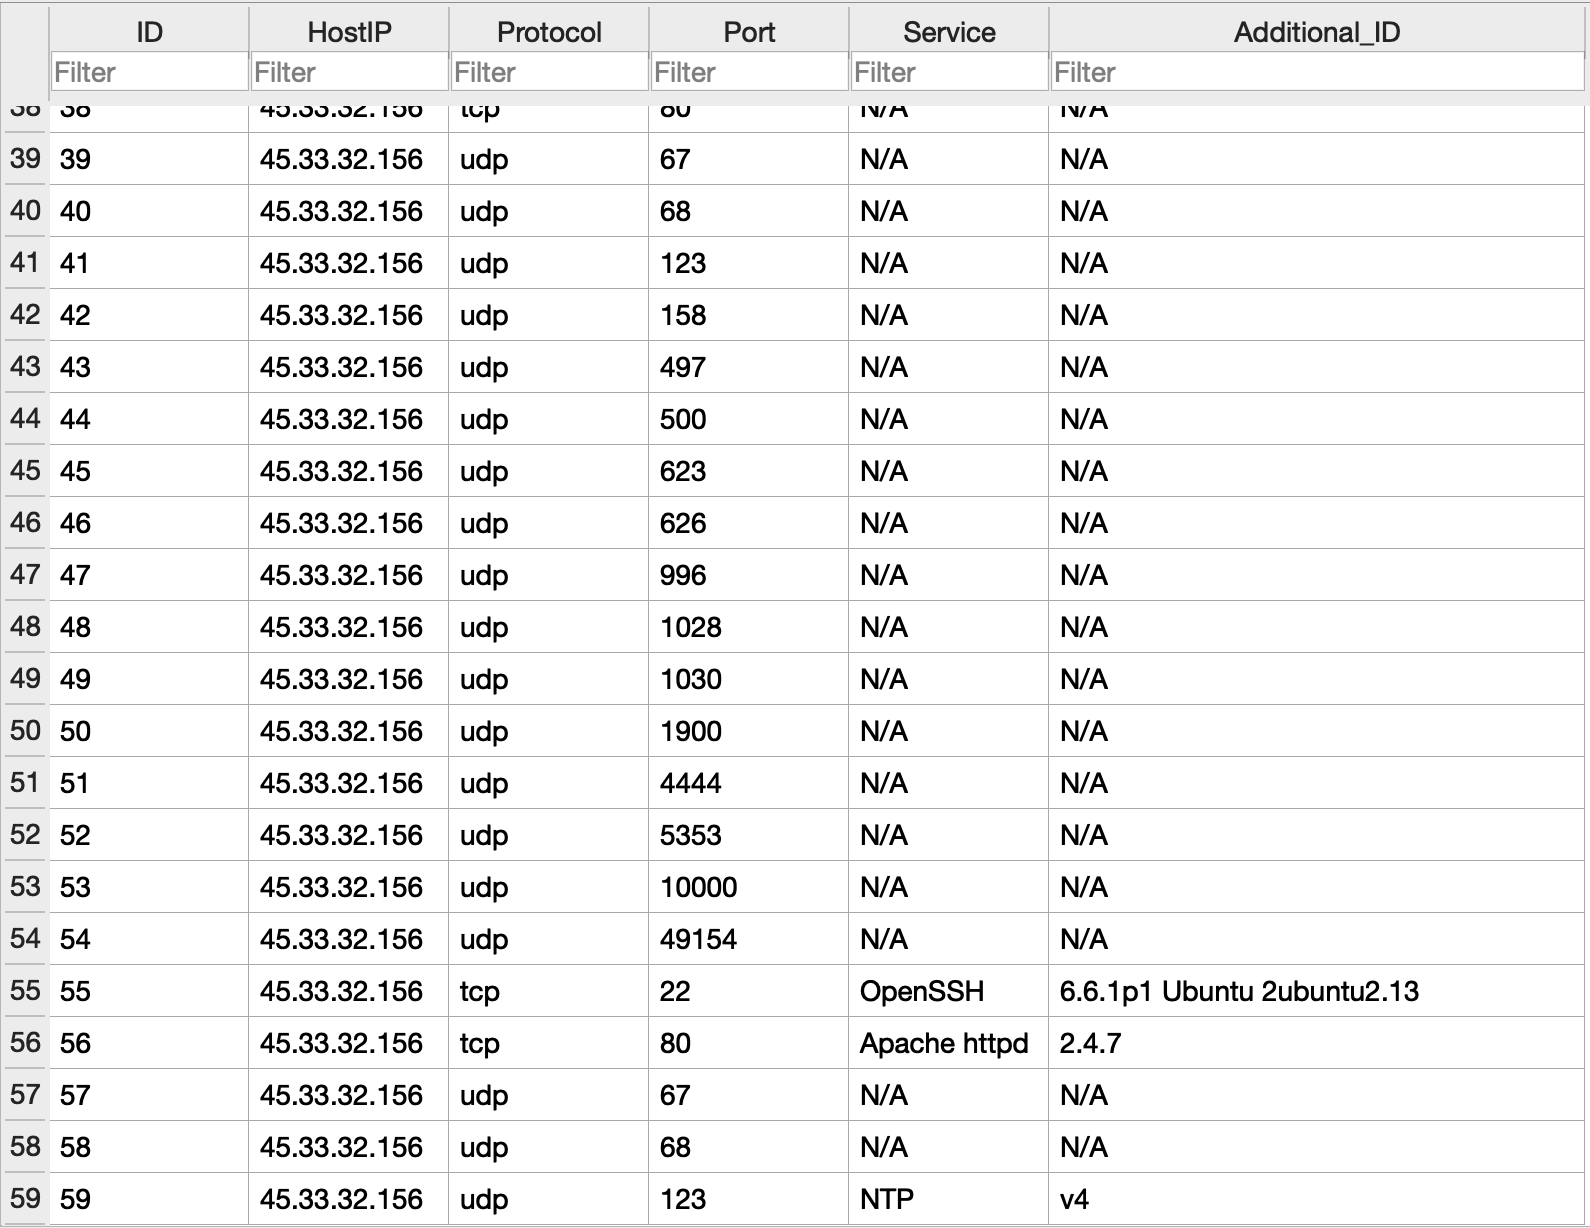 ID HostIP Protocol Port Service Additional_ID
Filter Filter Filter Filter Filter Filter
38 38 45.33.32.156 tcp 80 N/A N/A
39 39 45.33.32.156 udp 67 N/A N/A
40 40 45.33.32.156 udp 68 N/A N/A
41 41 45.33.32.156 udp 123 N/A N/A
42 42 45.33.32.156 udp 158 N/A N/A
43 43 45.33.32.156 udp 497 N/A N/A
44 44 45.33.32.156 udp 500 N/A N/A
45 45 45.33.32.156 udp 623 N/A N/A
46 46 45.33.32.156 udp 626 N/A N/A
47 47 45.33.32.156 udp 996 N/A N/A
48 48 45.33.32.156 udp 1028 N/A N/A
49 49 45.33.32.156 udp 1030 N/A N/A
50 50 45.33.32.156 udp 1900 N/A N/A
51 51 45.33.32.156 udp 4444 N/A N/A
52 52 45.33.32.156 udp 5353 N/A N/A
53 53 45.33.32.156 udp 10000 N/A N/A
54 54 45.33.32.156 udp 49154 N/A N/A
55 55 45.33.32.156 tcp 22 OpenSSH 6.6.1p1 Ubuntu 2ubuntu2.13
56 56 45.33.32.156 tcp 80 Apache httpd 2.4.7
57 57 45.33.32.156 udp 67 N/A N/A
58 58 45.33.32.156 udp 68 N/A N/A
59 59 45.33.32.156 udp 123 NTP v4